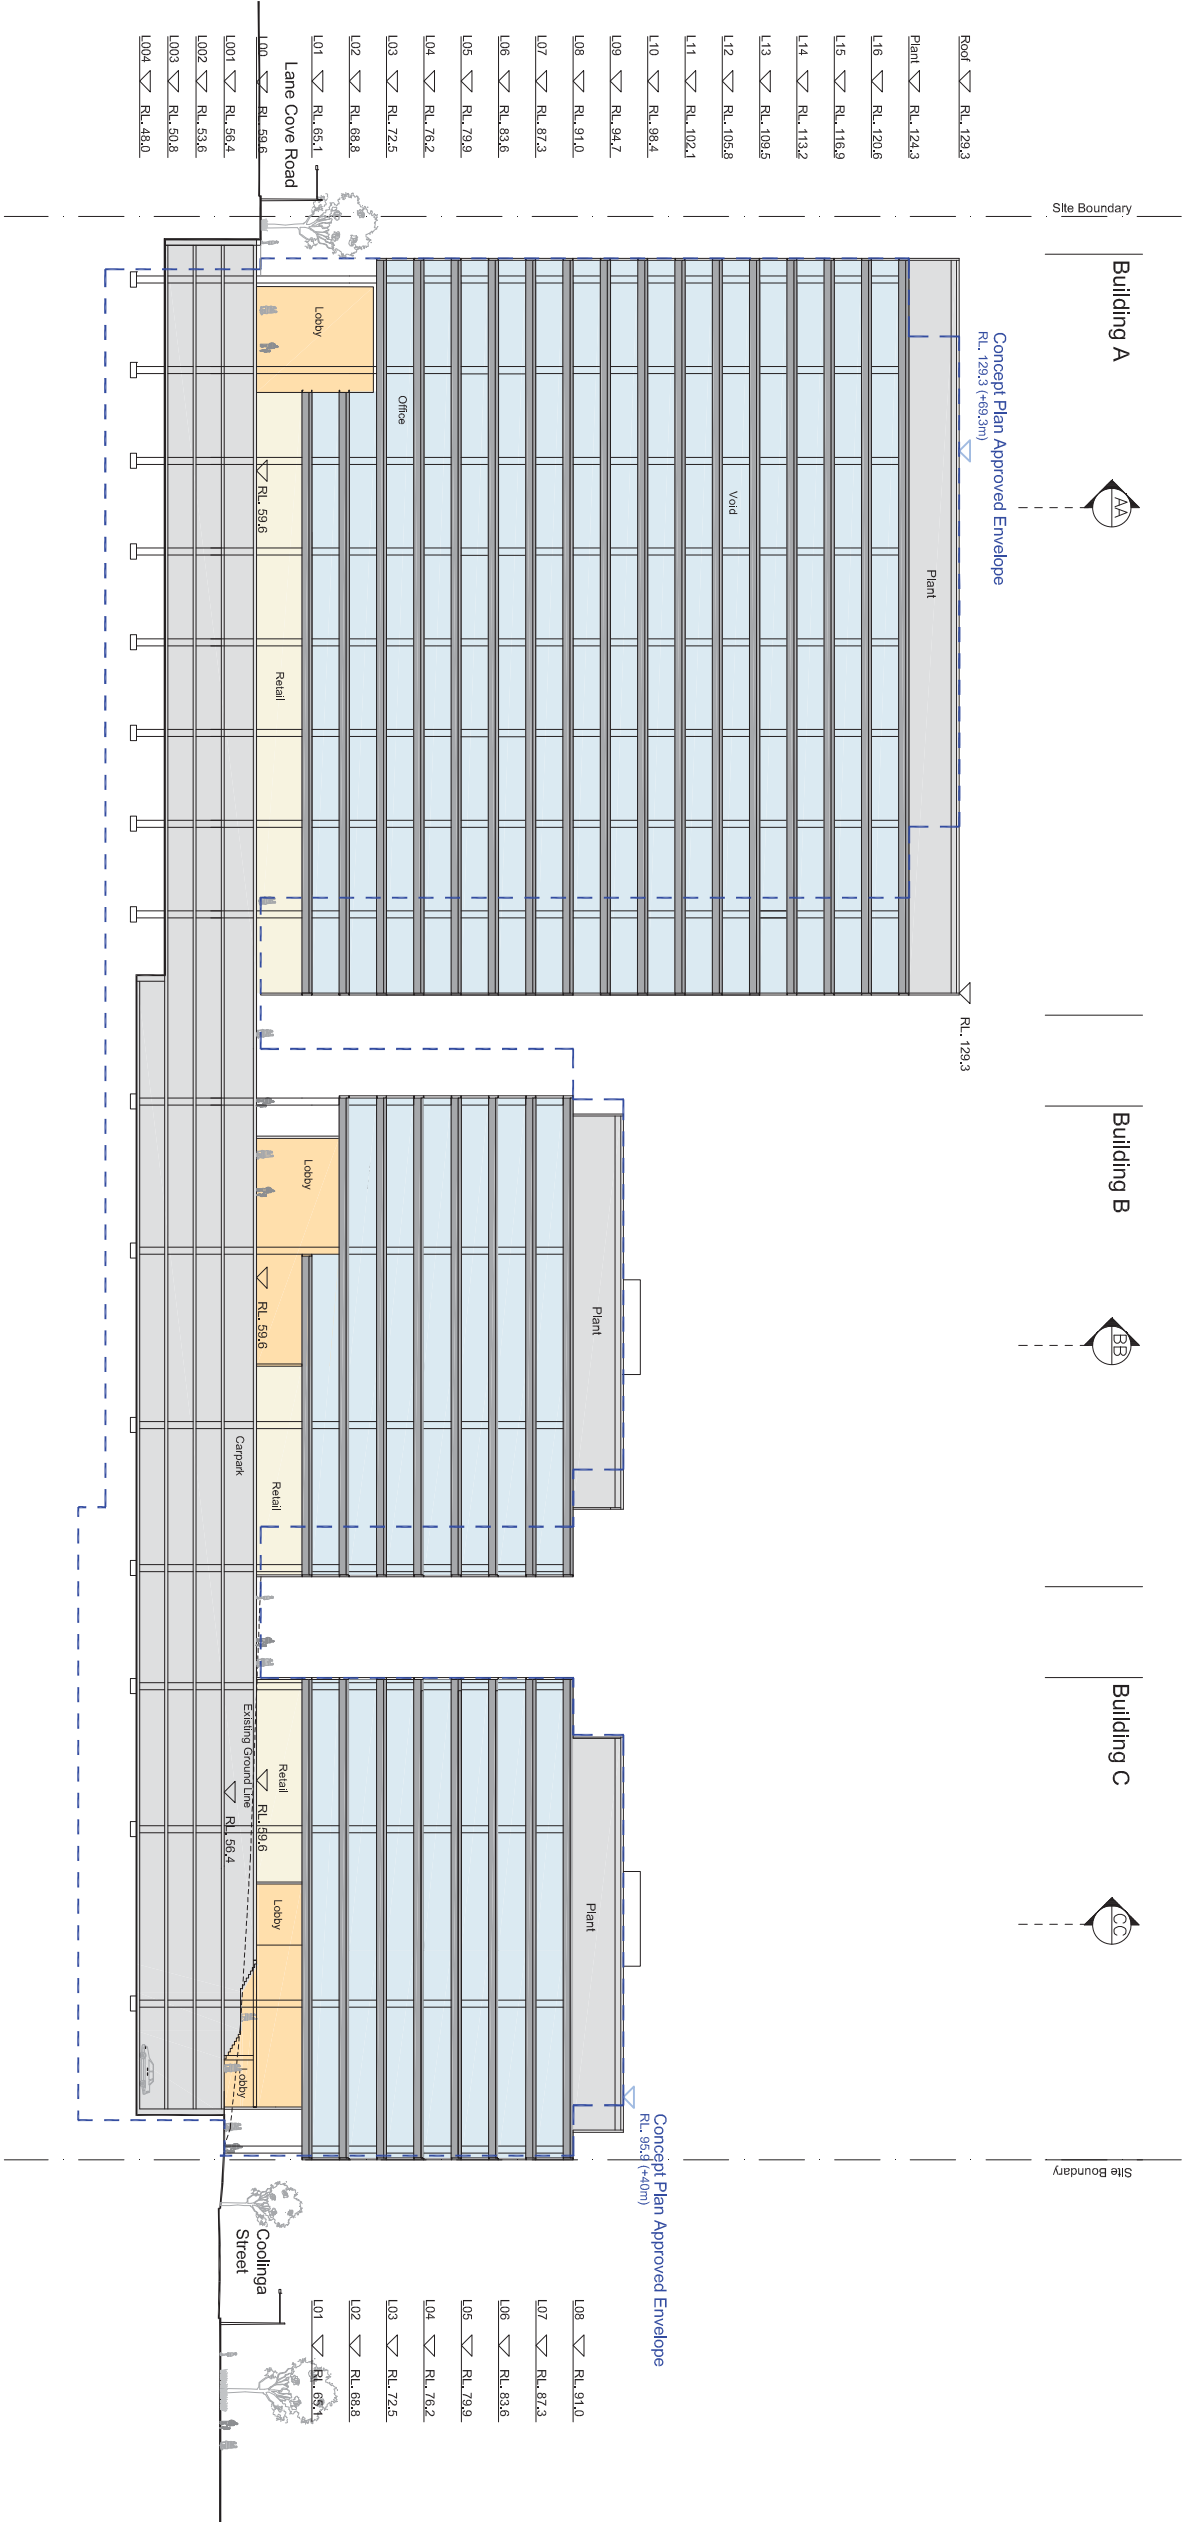 Site Boundary
Building A
AA
Building B
BB
Building C
CC
Site Boundary
Concept Plan Approved Envelope
RL. 129.3 (+69.3m)
RL. 129.3
Concept Plan Approved Envelope
RL. 95.9 (+40m)
Roof RL. 129.3
Plant RL. 124.3
L16 RL. 120.6
L15 RL. 116.9
L14 RL. 113.2
L13 RL. 109.5
L12 RL. 105.8
L11 RL. 102.1
L10 RL. 98.4
L09 RL. 94.7
L08 RL. 91.0
L07 RL. 87.3
L06 RL. 83.6
L05 RL. 79.9
L04 RL. 76.2
L03 RL. 72.5
L02 RL. 68.8
L01 RL. 65.1
Lane Cove Road
L00 RL. 59.6
L001 RL. 56.4
L002 RL. 53.6
L003 RL. 50.8
L004 RL. 48.0
Plant
Void
Office
Lobby
Retail
RL. 59.6
Plant
Lobby
RL. 59.6
Retail
Carpark
Plant
Retail
RL. 59.6
Existing Ground Line
RL. 56.4
Lobby
Lobby
Coolinga
Street
L08 RL. 91.0
L07 RL. 87.3
L06 RL. 83.6
L05 RL. 79.9
L04 RL. 76.2
L03 RL. 72.5
L02 RL. 68.8
L01 RL. 65.1